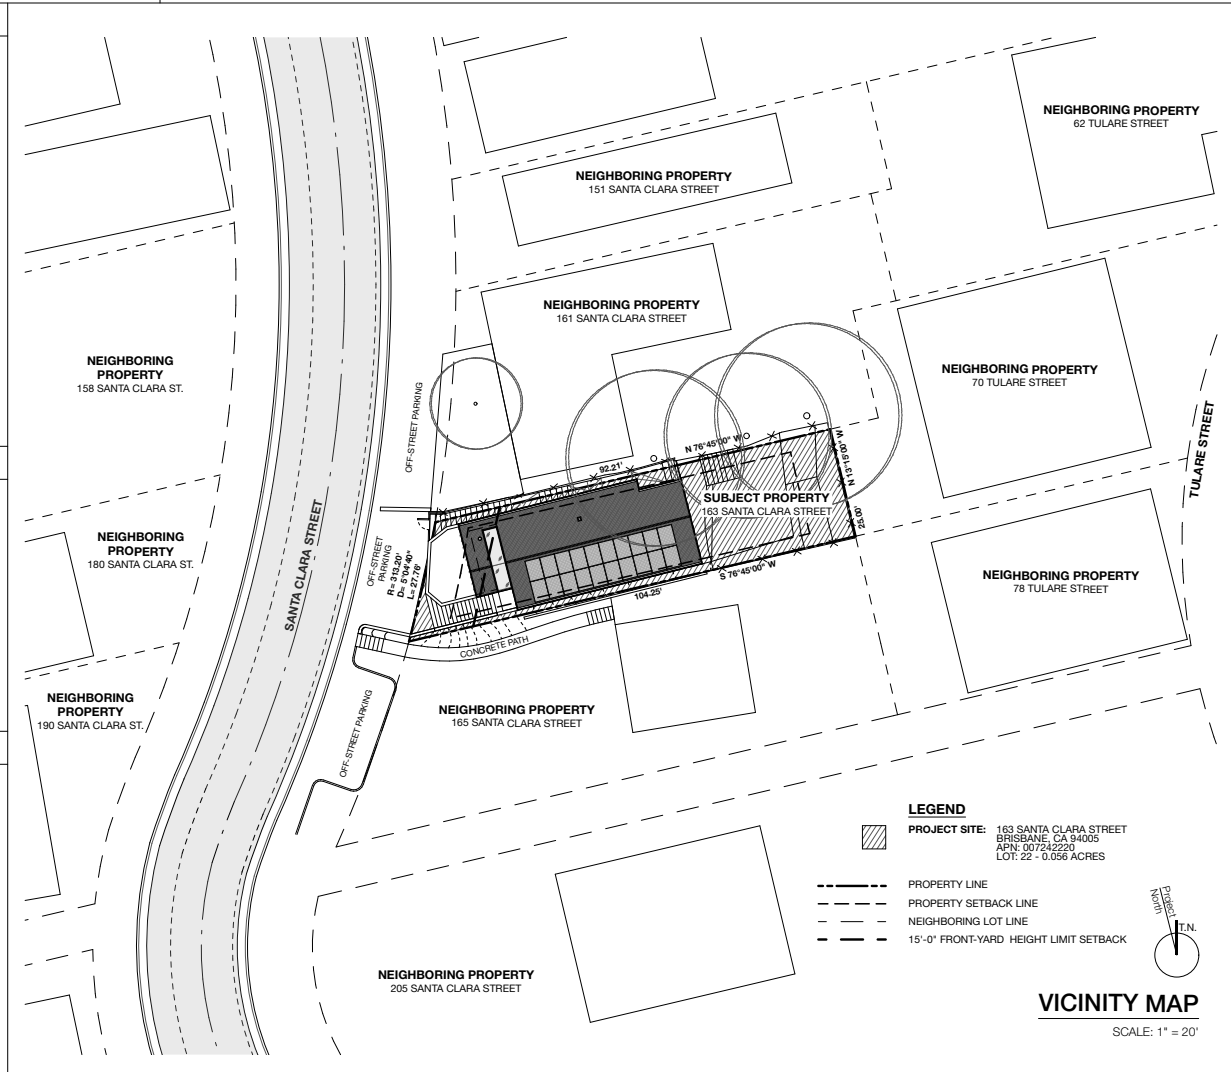 NEIGHBORING PROPERTY
62 TULARE STREET
NEIGHBORING PROPERTY
151 SANTA CLARA STREET
NEIGHBORING PROPERTY
161 SANTA CLARA STREET
NEIGHBORING
PROPERTY
158 SANTA CLARA ST.
NEIGHBORING PROPERTY
70 TULARE STREET
OFF-STREET PARKING
TULARE STREET
N 76°45'00" W
92.21'
N 13°15'00" W
25.00'
SUBJECT PROPERTY
163 SANTA CLARA STREET
SANTA CLARA STREET
NEIGHBORING
PROPERTY
180 SANTA CLARA ST.
OFF-STREET
PARKING
R= 313.20'
D= 5°04'40"
L= 27.76'
S 76°45'00" W
104.25'
NEIGHBORING PROPERTY
78 TULARE STREET
CONCRETE PATH
NEIGHBORING
PROPERTY
190 SANTA CLARA ST.
OFF-STREET PARKING
NEIGHBORING PROPERTY
165 SANTA CLARA STREET
LEGEND
PROJECT SITE: 163 SANTA CLARA STREET
BRISBANE, CA 94005
APN: 007242220
LOT: 22 - 0.056 ACRES
PROPERTY LINE
PROPERTY SETBACK LINE
NEIGHBORING LOT LINE
15'-0" FRONT-YARD HEIGHT LIMIT SETBACK
Project
North
T.N.
NEIGHBORING PROPERTY
205 SANTA CLARA STREET
VICINITY MAP
SCALE: 1" = 20'